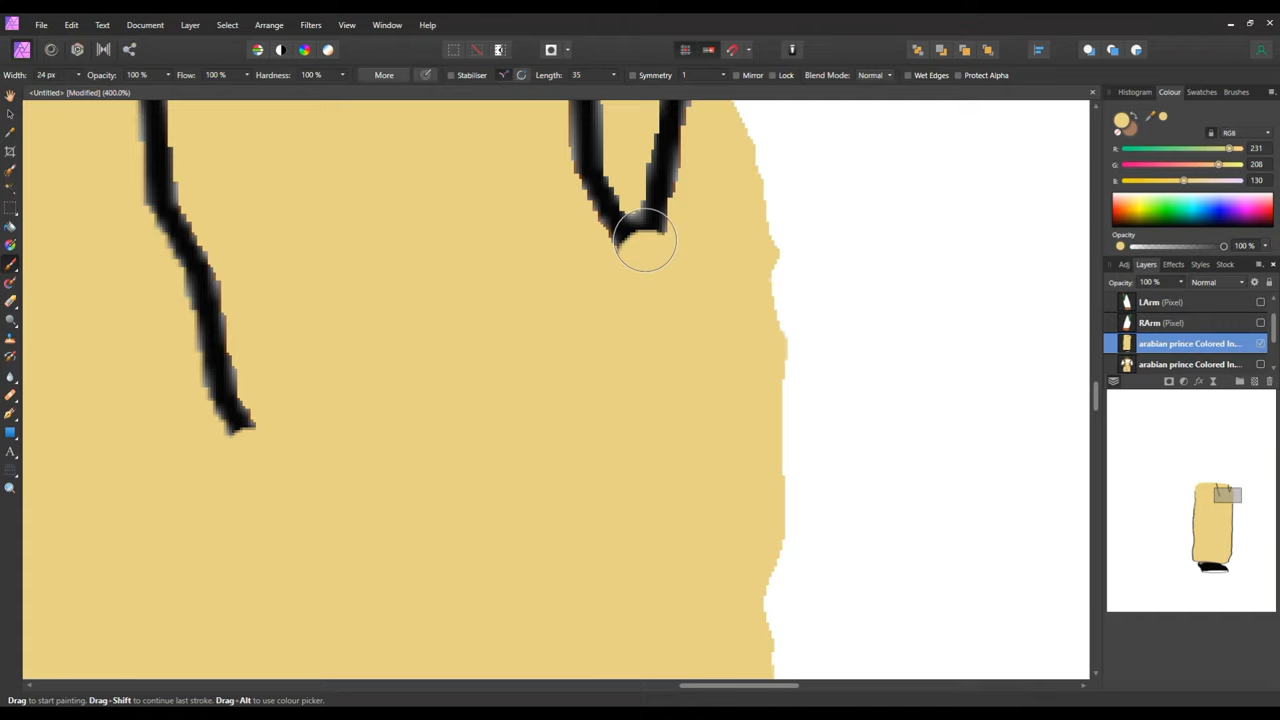 File Edit Text Document Layer Select Arrange Filters View Window Help
Width: 24 px Opacity: 100 % Flow: 100 % Hardness: 100 % More Stabiliser Length: 35 Symmetry 1 Mirror Lock Blend Mode: Normal Wet Edges Protect Alpha
<Untitled> [Modified] (400.0%)
Histogram Colour Swatches Brushes
RGB
R: 231
G: 208
B: 130
Opacity
100 %
Adj Layers Effects Styles Stock
Opacity: 100 % Normal
LArm (Pixel)
RArm (Pixel)
arabian prince Colored In...
arabian prince Colored In...
Drag to start painting. Drag+Shift to continue last stroke. Drag+Alt to use colour picker.